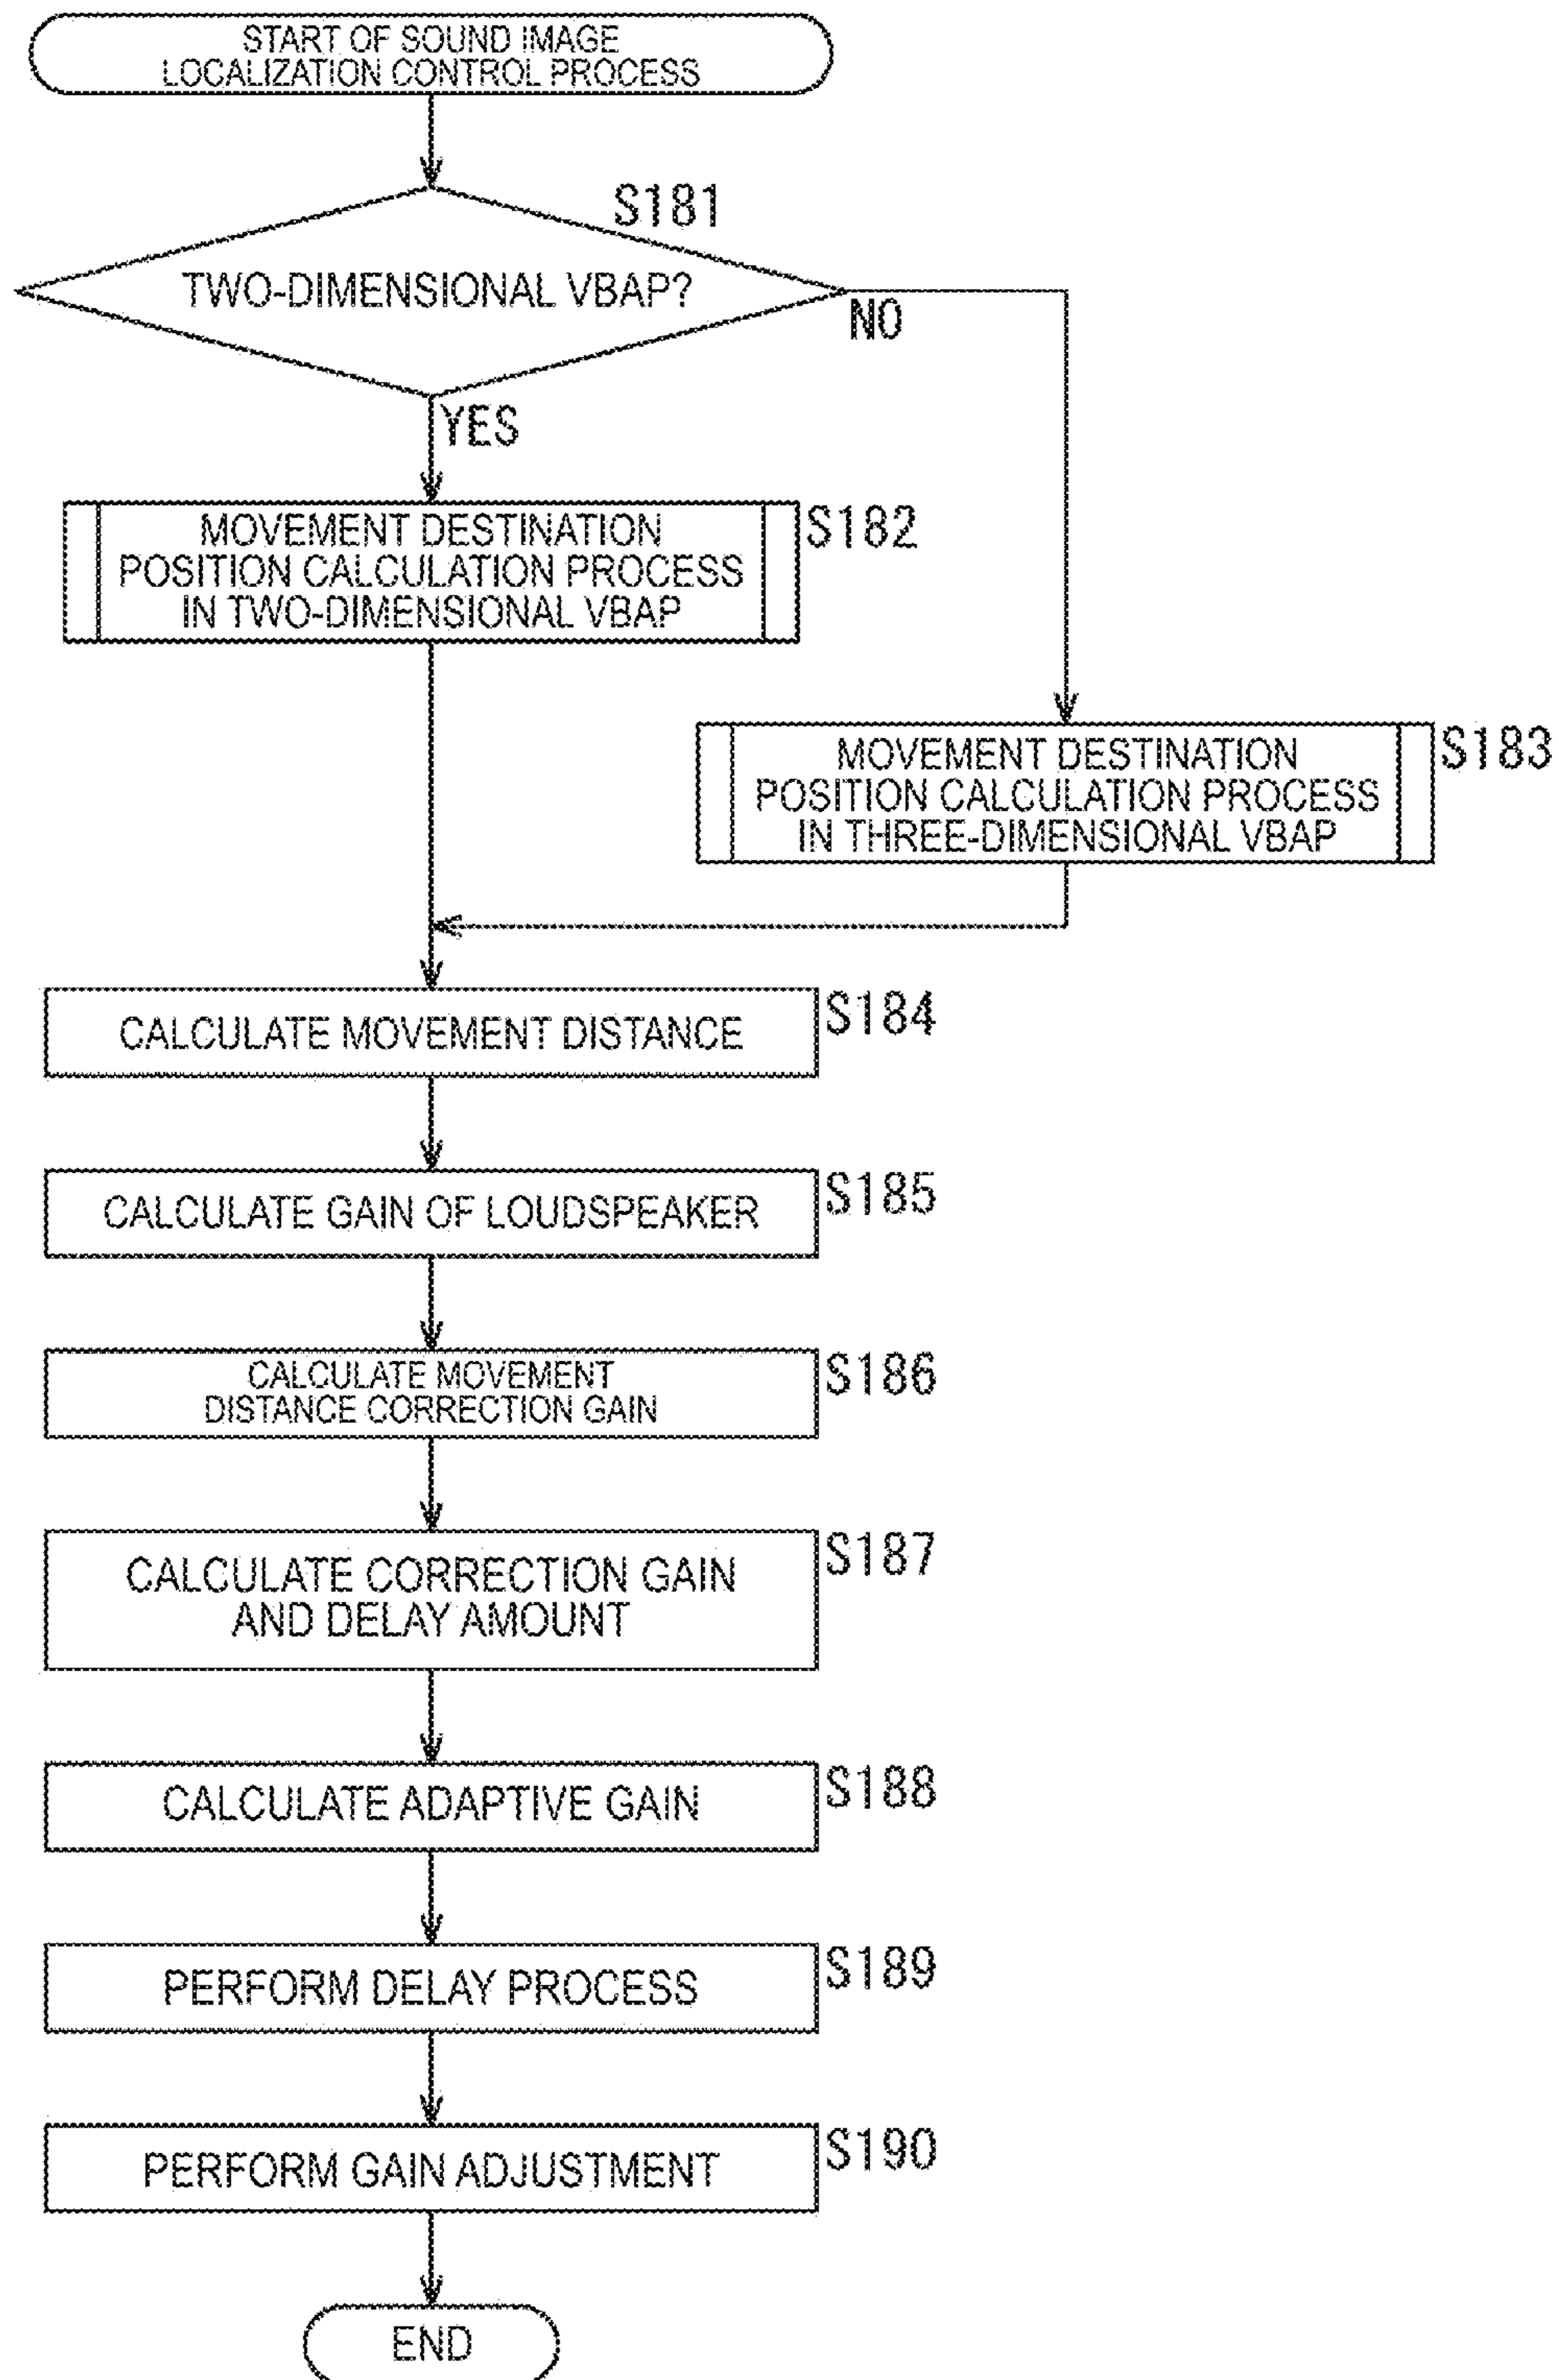 START OF SOUND IMAGE
LOCALIZATION CONTROL PROCESS
S181
TWO-DIMENSIONAL VBAP?
NO
YES
S182
MOVEMENT DESTINATION
POSITION CALCULATION PROCESS
IN TWO-DIMENSIONAL VBAP
S183
MOVEMENT DESTINATION
POSITION CALCULATION PROCESS
IN THREE-DIMENSIONAL VBAP
S184
CALCULATE MOVEMENT DISTANCE
S185
CALCULATE GAIN OF LOUDSPEAKER
S186
CALCULATE MOVEMENT
DISTANCE CORRECTION GAIN
S187
CALCULATE CORRECTION GAIN
AND DELAY AMOUNT
S188
CALCULATE ADAPTIVE GAIN
S189
PERFORM DELAY PROCESS
S190
PERFORM GAIN ADJUSTMENT
END